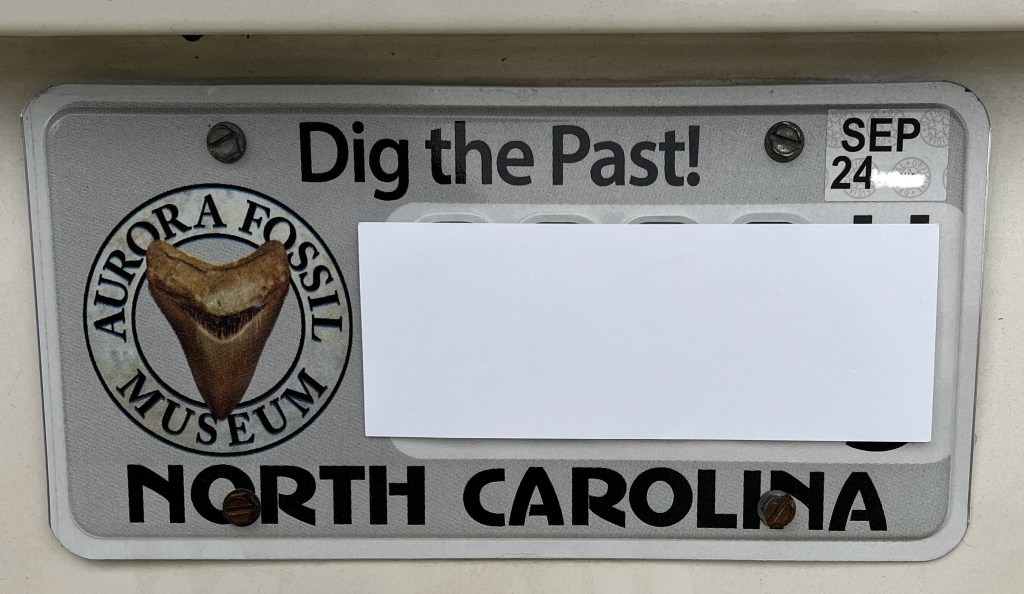 Dig the Past!
SEP
24
AURORA FOSSIL
MUSEUM
NORTH CAROLINA